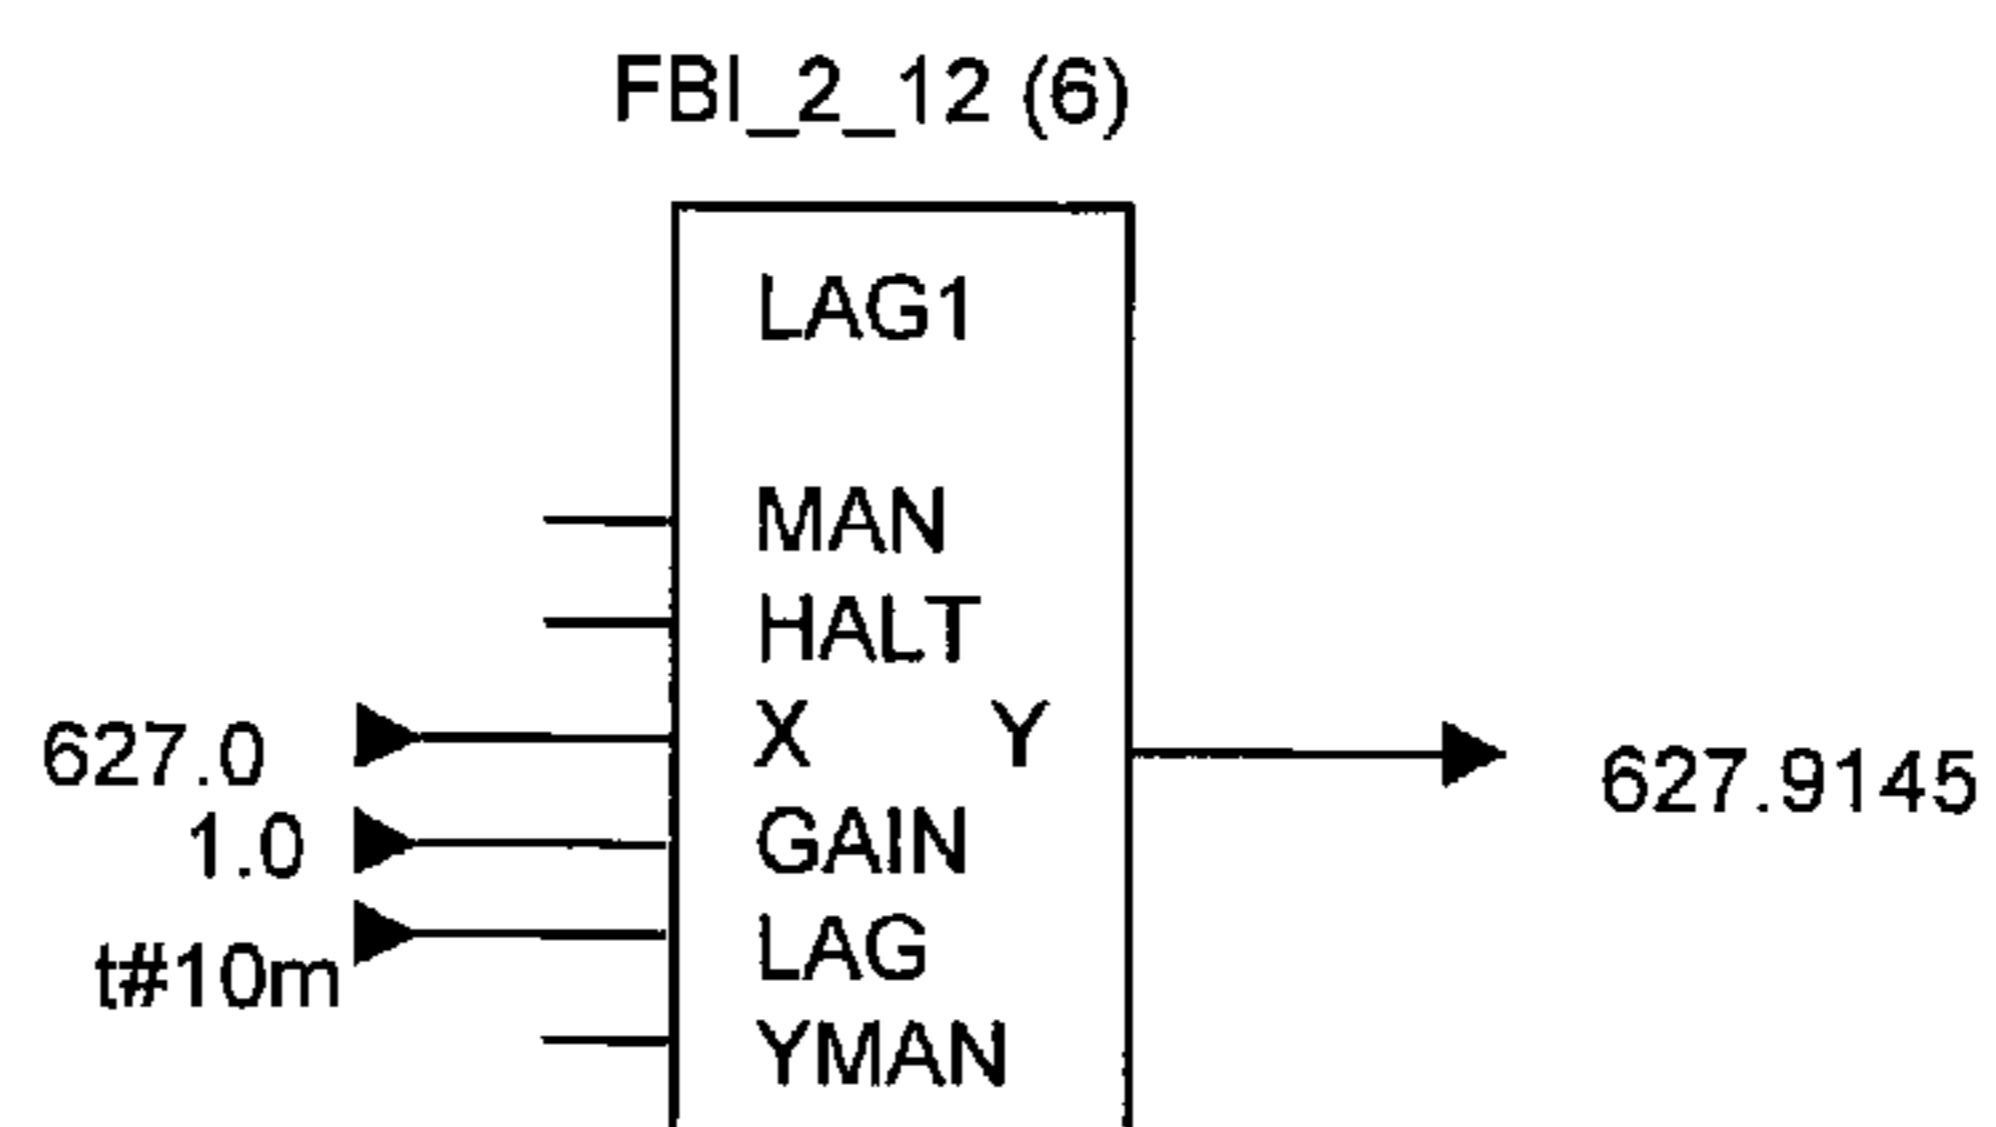 FBI_2_12 (6)
LAG1
MAN
HALT
627.0 X Y 627.9145
1.0 GAIN
t#10m LAG
YMAN